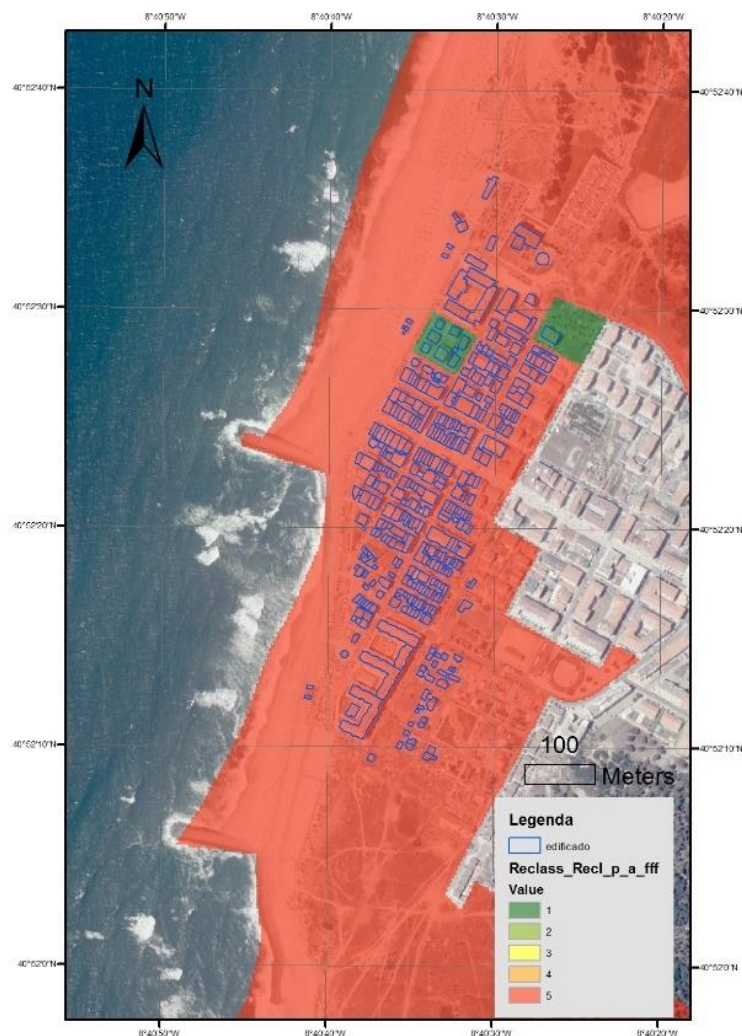 8°40'50"W 8°40'40"W 8°40'30"W 8°40'20"W
40°52'40"N 40°52'40"N
N
40°52'30"N 40°52'00"N
40°52'20"N 40°52'20"N
40°52'10"N 40°52'10"N
100
Meters
Legenda
edificado
Reclass_Recl_p_a_fff
Value
1
2
3
4
5
40°52'0"N 40°52'0"N
8°40'50"W 8°40'40"W 8°40'30"W 8°40'20"W